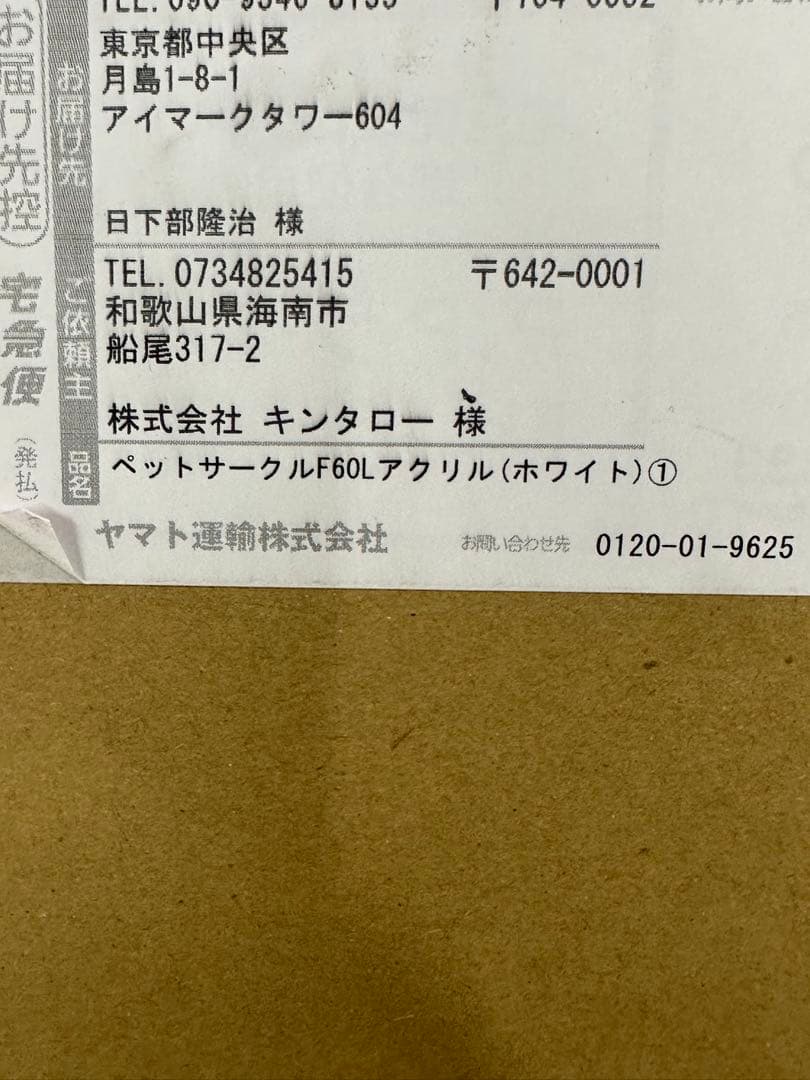 お届け先控
宅急便
(発払)
お届け先
東京都中央区
月島1-8-1
アイマークタワー604
日下部隆治 様
ご依頼主
TEL.0734825415 〒642-0001
和歌山県海南市
船尾317-2
株式会社 キンタロー 様
品名
ペットサークルF60Lアクリル(ホワイト)①
ヤマト運輸株式会社 お問い合わせ先 0120-01-9625